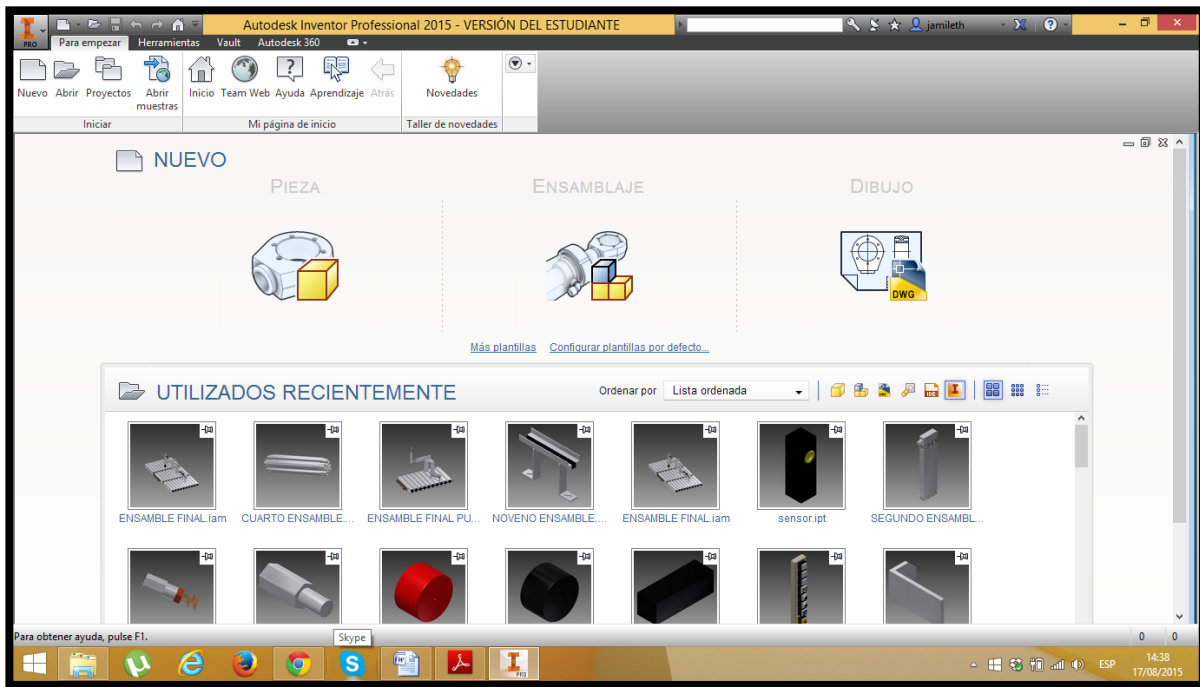 Autodesk Inventor Professional 2015 - VERSIÓN DEL ESTUDIANTE
jamileth
PRO
Para empezar Herramientas Vault Autodesk 360
Nuevo Abrir Proyectos Abrir muestras Inicio Team Web Ayuda Aprendizaje Atrás Novedades
Iniciar Mi página de inicio Taller de novedades
NUEVO
PIEZA ENSAMBLAJE DIBUJO
DWG
Más plantillas Configurar plantillas por defecto...
UTILIZADOS RECIENTEMENTE Ordenar por Lista ordenada
ENSAMBLE FINAL.iam CUARTO ENSAMBLE.... ENSAMBLE FINAL PU... NOVENO ENSAMBLE.... ENSAMBLE FINAL.iam sensor.ipt SEGUNDO ENSAMBL...
Para obtener ayuda, pulse F1. 0 0
Skype
ESP 14:38
17/08/2015